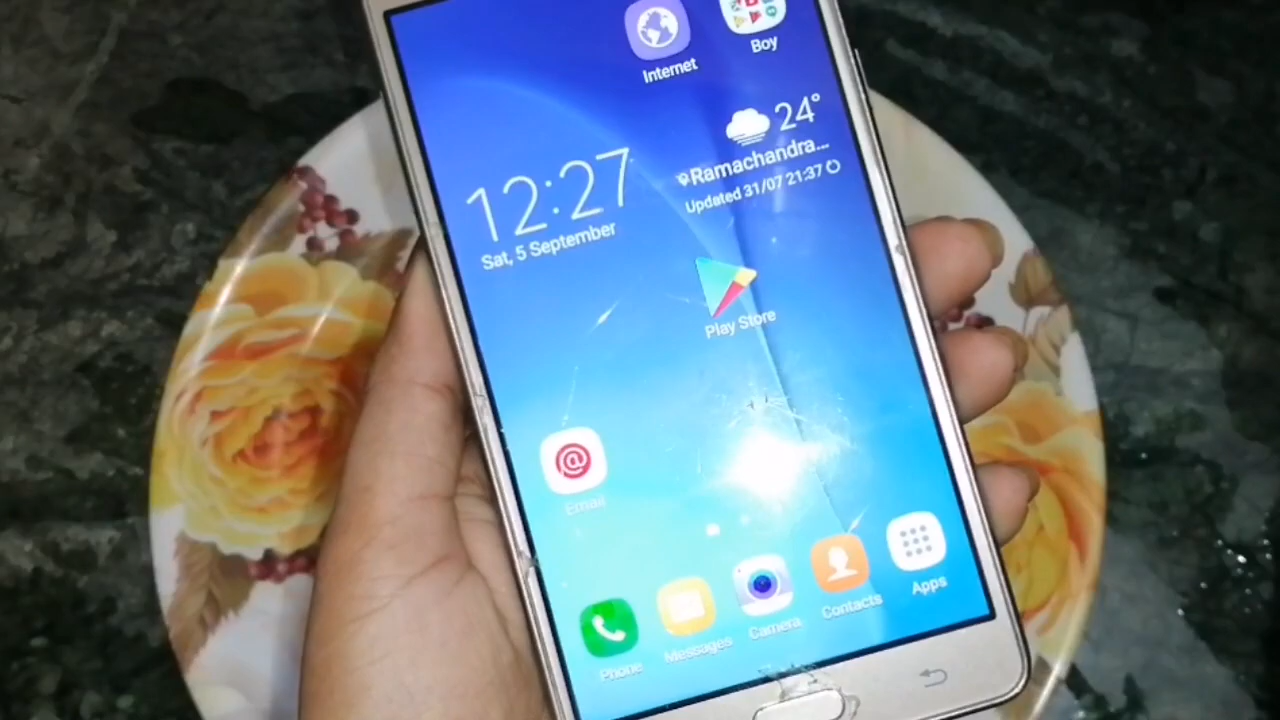 Internet
Boy
24°
Ramachandra...
Updated 31/07 21:37
12:27
Sat, 5 September
Play Store
@
Email
Phone
Messages
Camera
Contacts
Apps